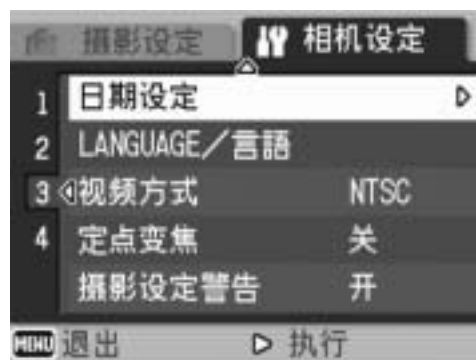 摄影设定 相机设定
1 日期设定
2 LANGUAGE／言語
3 视频方式 NTSC
4 定点变焦 关
摄影设定警告 开
MENU 退出 执行